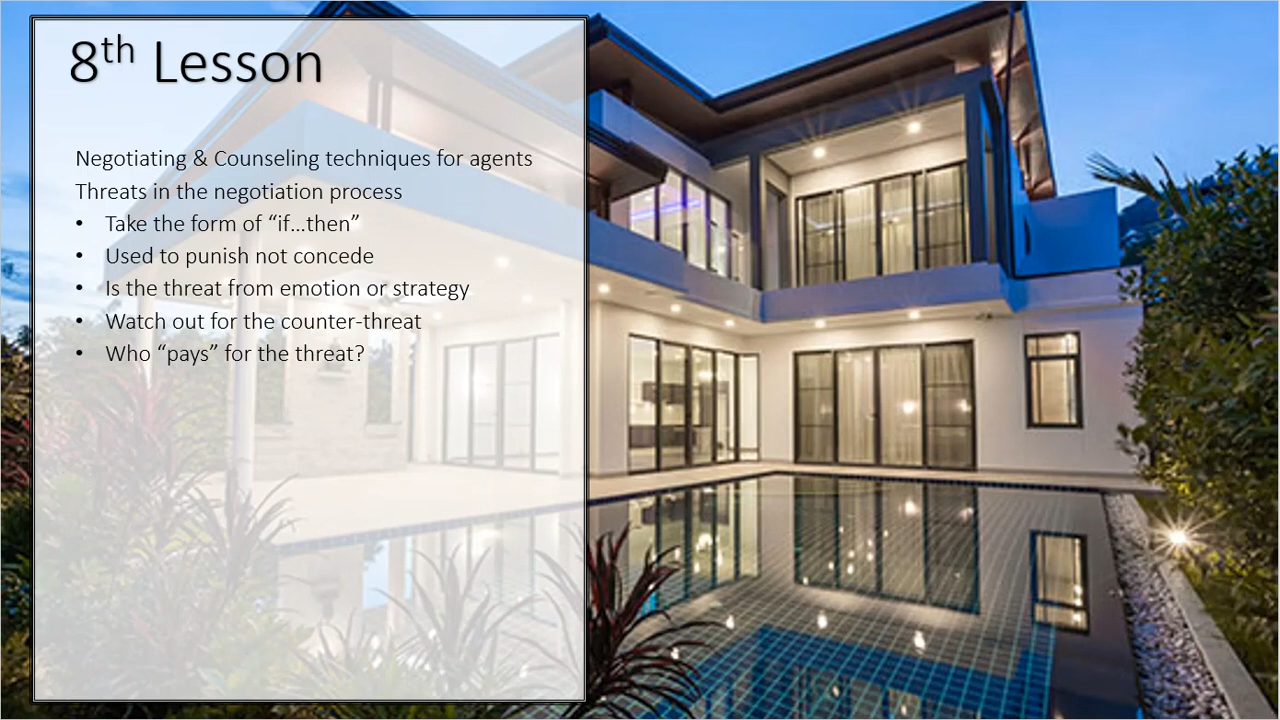 8th Lesson
Negotiating & Counseling techniques for agents
Threats in the negotiation process
• Take the form of “if…then”
• Used to punish not concede
• Is the threat from emotion or strategy
• Watch out for the counter-threat
• Who “pays” for the threat?